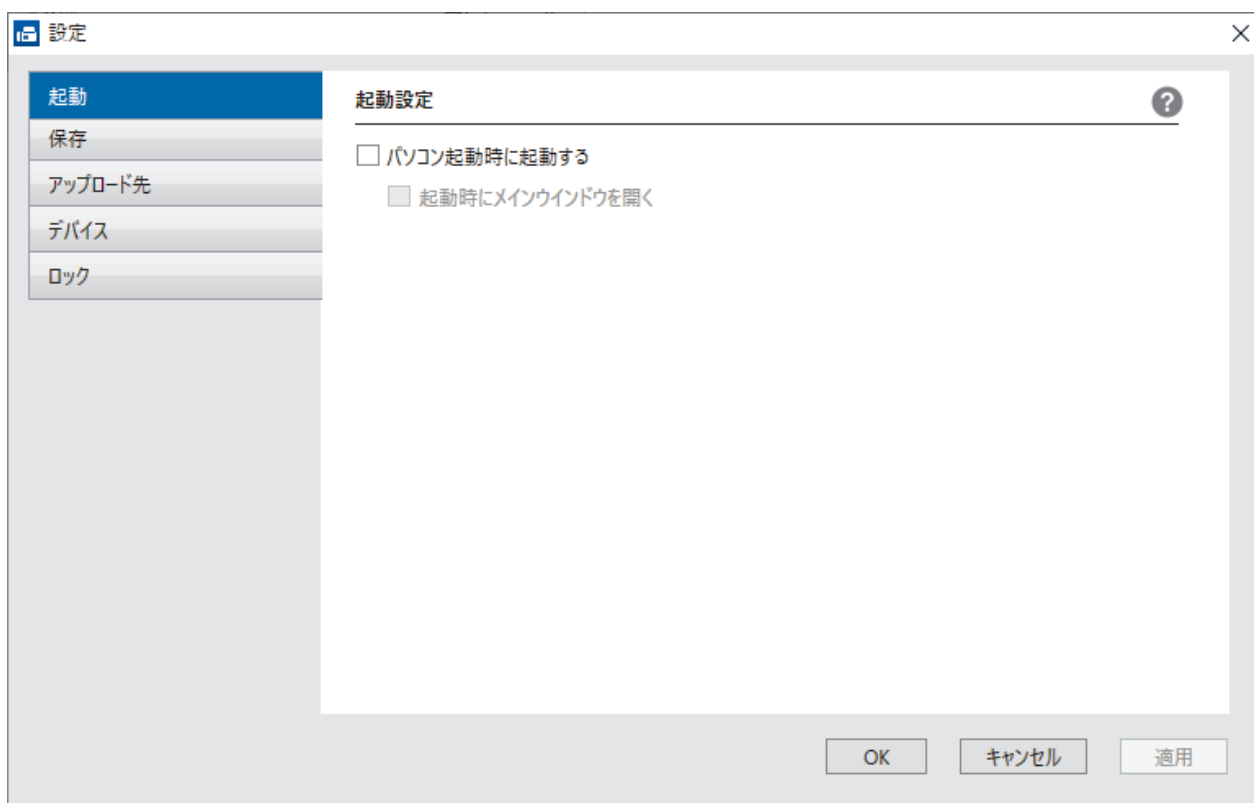 設定
起動
保存
アップロード先
デバイス
ロック
起動設定
?
パソコン起動時に起動する
起動時にメインウインドウを開く
OK
キャンセル
適用